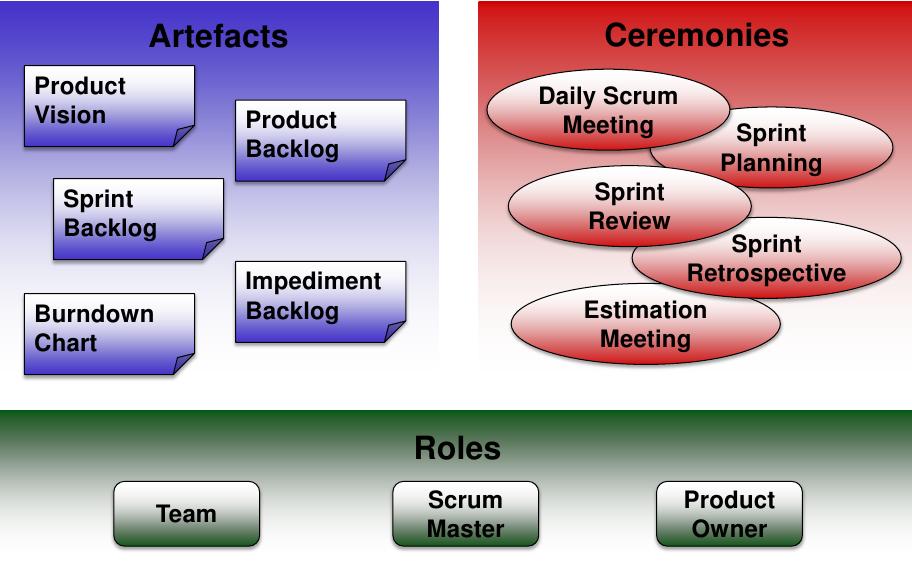 Artefacts
Product
Vision
Product
Backlog
Sprint
Backlog
Impediment
Backlog
Burndown
Chart
Ceremonies
Daily Scrum
Meeting
Sprint
Planning
Sprint
Review
Sprint
Retrospective
Estimation
Meeting
Roles
Team
Scrum
Master
Product
Owner